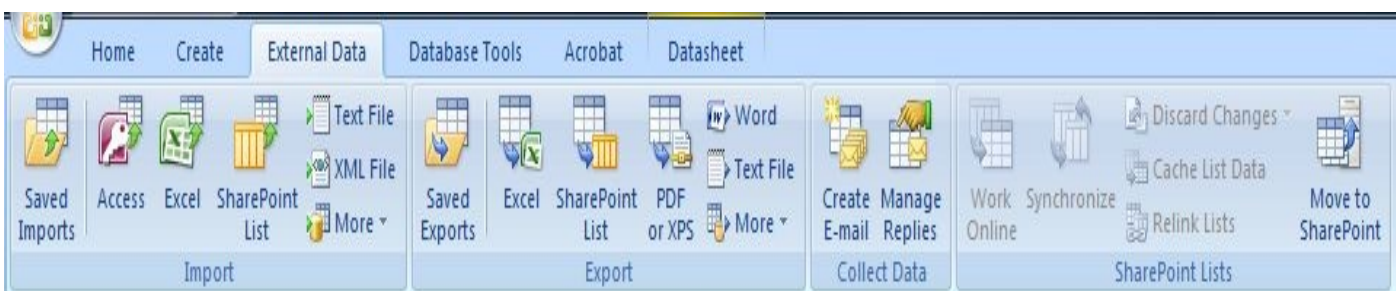 Home Create External Data Database Tools Acrobat Datasheet
Saved Imports
Access
Excel
SharePoint List
Text File
XML File
More
Import
Saved Exports
Excel
SharePoint List
PDF or XPS
Word
Text File
More
Export
Create E-mail
Manage Replies
Collect Data
Work Online
Synchronize
Discard Changes
Cache List Data
Relink Lists
Move to SharePoint
SharePoint Lists